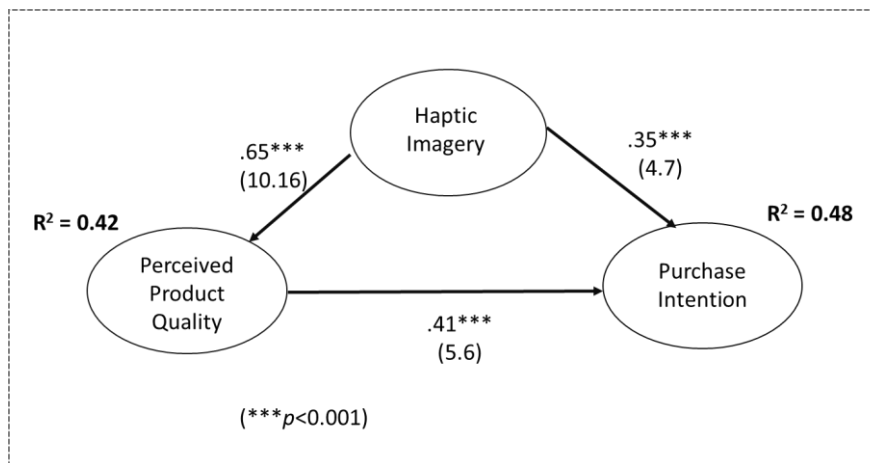 Haptic
Imagery
.65***
(10.16)
.35***
(4.7)
R² = 0.42
R² = 0.48
Perceived
Product
Quality
Purchase
Intention
.41***
(5.6)
(***p<0.001)